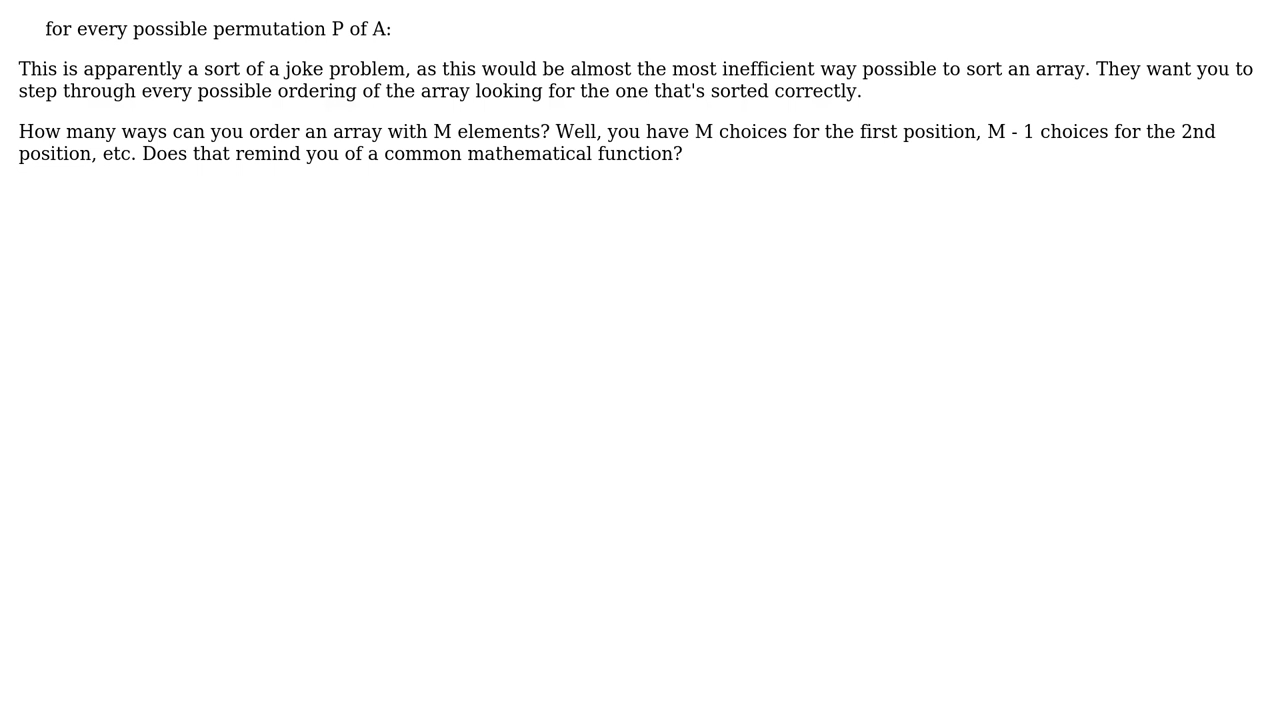 for every possible permutation P of A:
This is apparently a sort of a joke problem, as this would be almost the most inefficient way possible to sort an array. They want you to
step through every possible ordering of the array looking for the one that's sorted correctly.
How many ways can you order an array with M elements? Well, you have M choices for the first position, M - 1 choices for the 2nd
position, etc. Does that remind you of a common mathematical function?